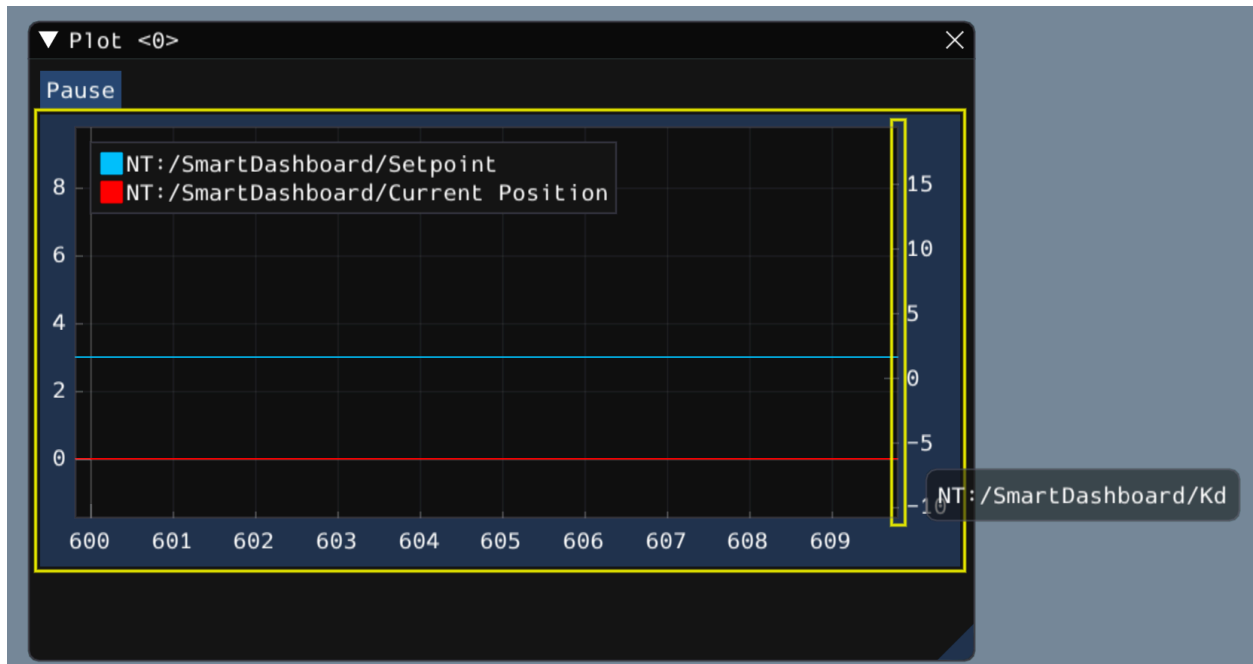 Plot <0>
Pause
NT:/SmartDashboard/Setpoint
NT:/SmartDashboard/Current Position
8
6
4
2
0
15
10
5
0
-5
-10
NT:/SmartDashboard/Kd
600 601 602 603 604 605 606 607 608 609